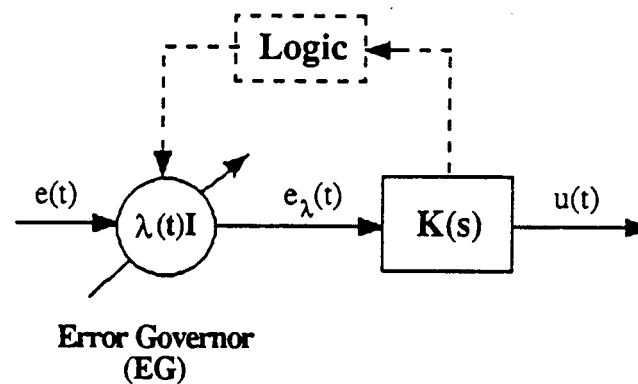 Logic
e(t)
λ(t)I
e_λ(t)
K(s)
u(t)
Error Governor
(EG)